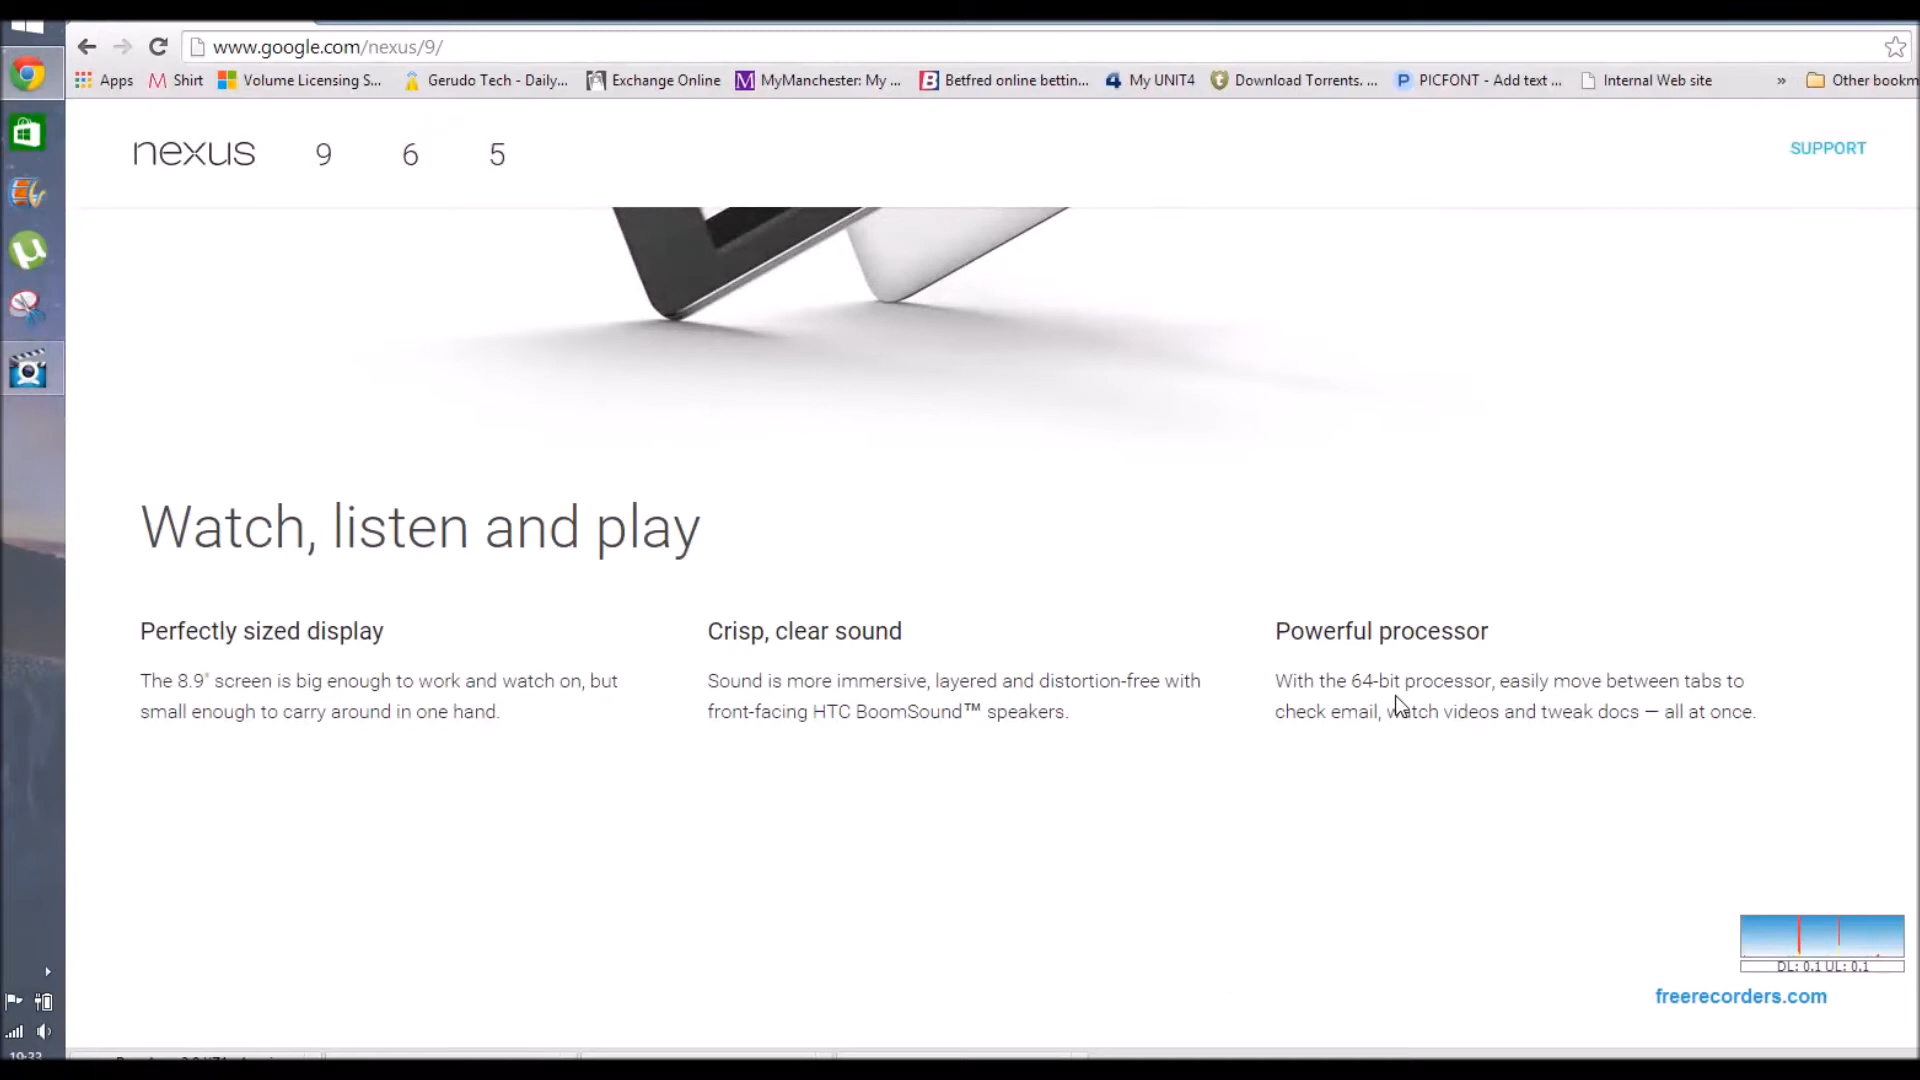 www.google.com/nexus/9/
Apps Shirt Volume Licensing S... Gerudo Tech - Daily... Exchange Online MyManchester: My ... Betfred online bettin... My UNIT4 Download Torrents. ... PICFONT - Add text ... Internal Web site » Other bookm
nexus 9 6 5 SUPPORT
Watch, listen and play
Perfectly sized display
The 8.9" screen is big enough to work and watch on, but
small enough to carry around in one hand.
Crisp, clear sound
Sound is more immersive, layered and distortion-free with
front-facing HTC BoomSound™ speakers.
Powerful processor
With the 64-bit processor, easily move between tabs to
check email, watch videos and tweak docs — all at once.
DL: 0.1 UL: 0.1
freerecorders.com
19:33